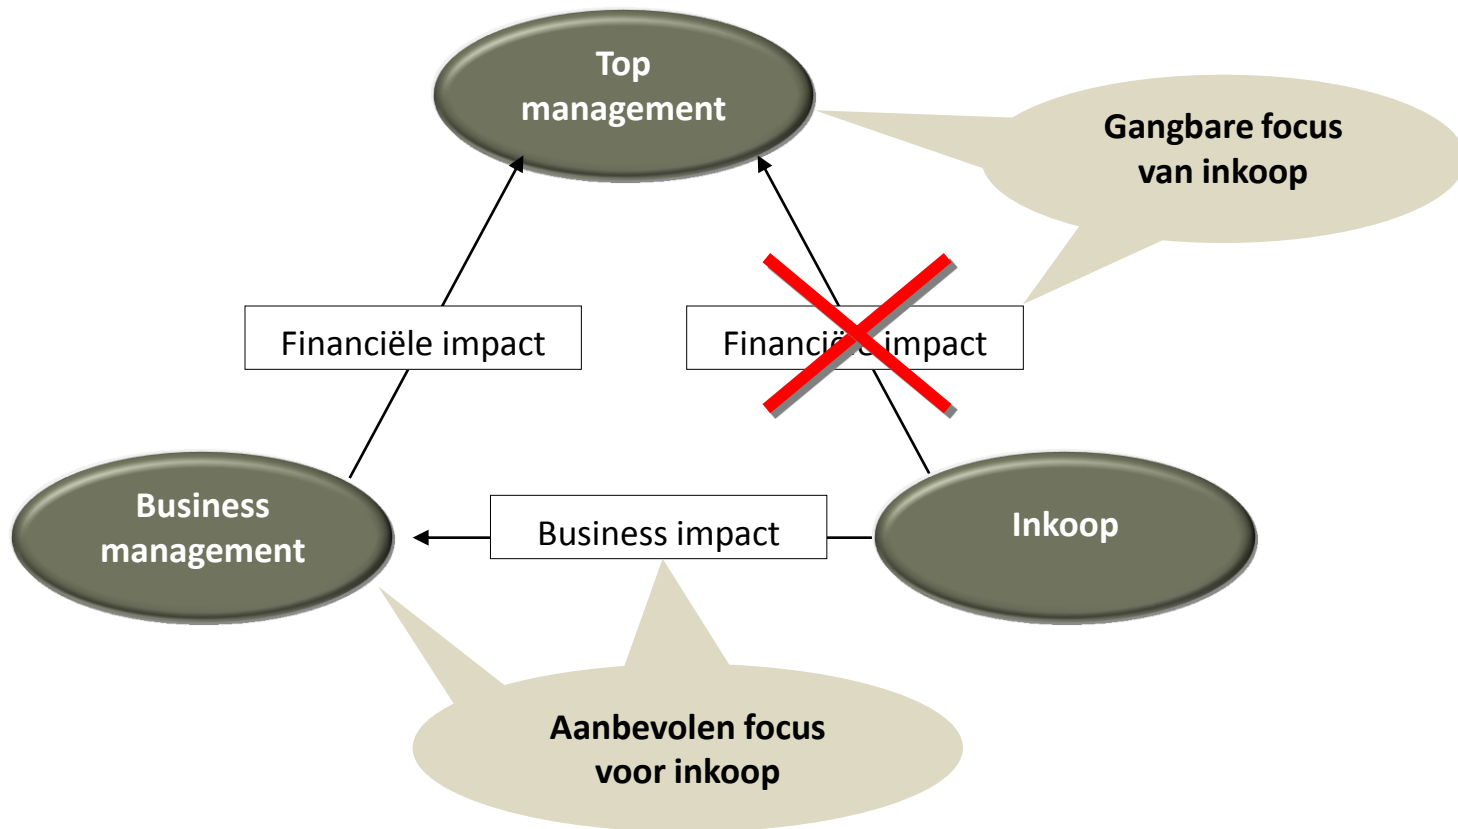 Top
management
Gangbare focus
van inkoop
Financiële impact
Financiële impact
Business
management
Business impact
Inkoop
Aanbevolen focus
voor inkoop